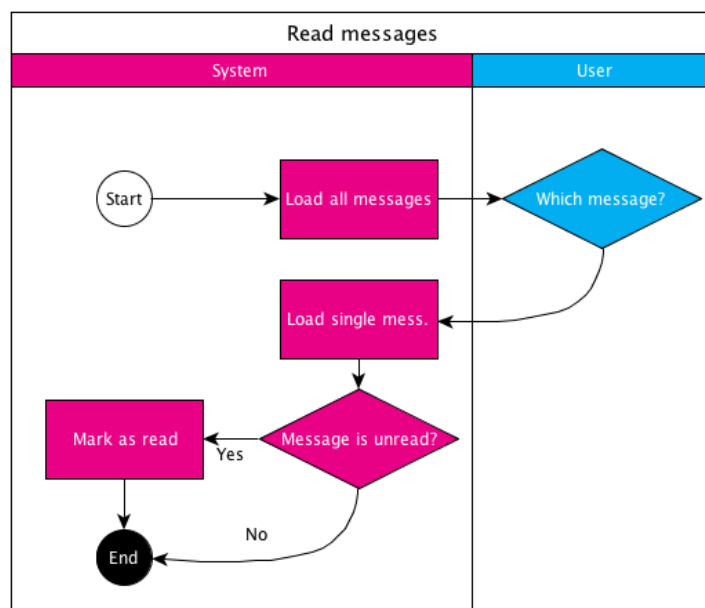 Read messages
System
User
Start
Load all messages
Which message?
Load single mess.
Message is unread?
Yes
Mark as read
No
End